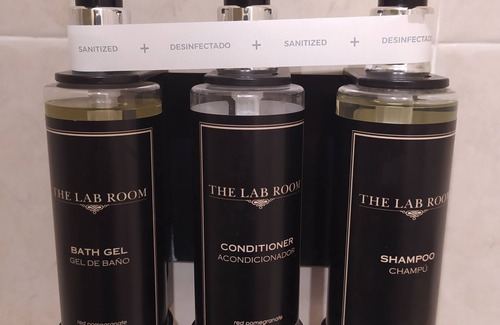 SANITIZED + DESINFECTADO + SANITIZED + DESINFECTADO
THE LAB ROOM
BATH GEL
GEL DE BAÑO
red pomegranate
THE LAB ROOM
CONDITIONER
ACONDICIONADOR
red pomegranate
THE LAB ROOM
SHAMPOO
CHAMPÚ